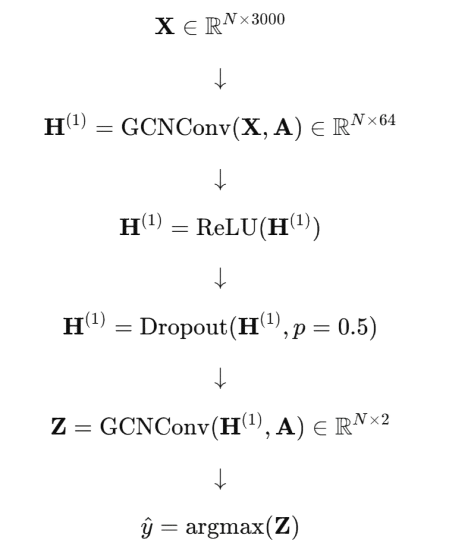 𝐗 ∈ ℝ^{N×3000}
↓
𝐇^{(1)} = GCNConv(𝐗, 𝐀) ∈ ℝ^{N×64}
↓
𝐇^{(1)} = ReLU(𝐇^{(1)})
↓
𝐇^{(1)} = Dropout(𝐇^{(1)}, p = 0.5)
↓
𝐙 = GCNConv(𝐇^{(1)}, 𝐀) ∈ ℝ^{N×2}
↓
ŷ = argmax(𝐙)